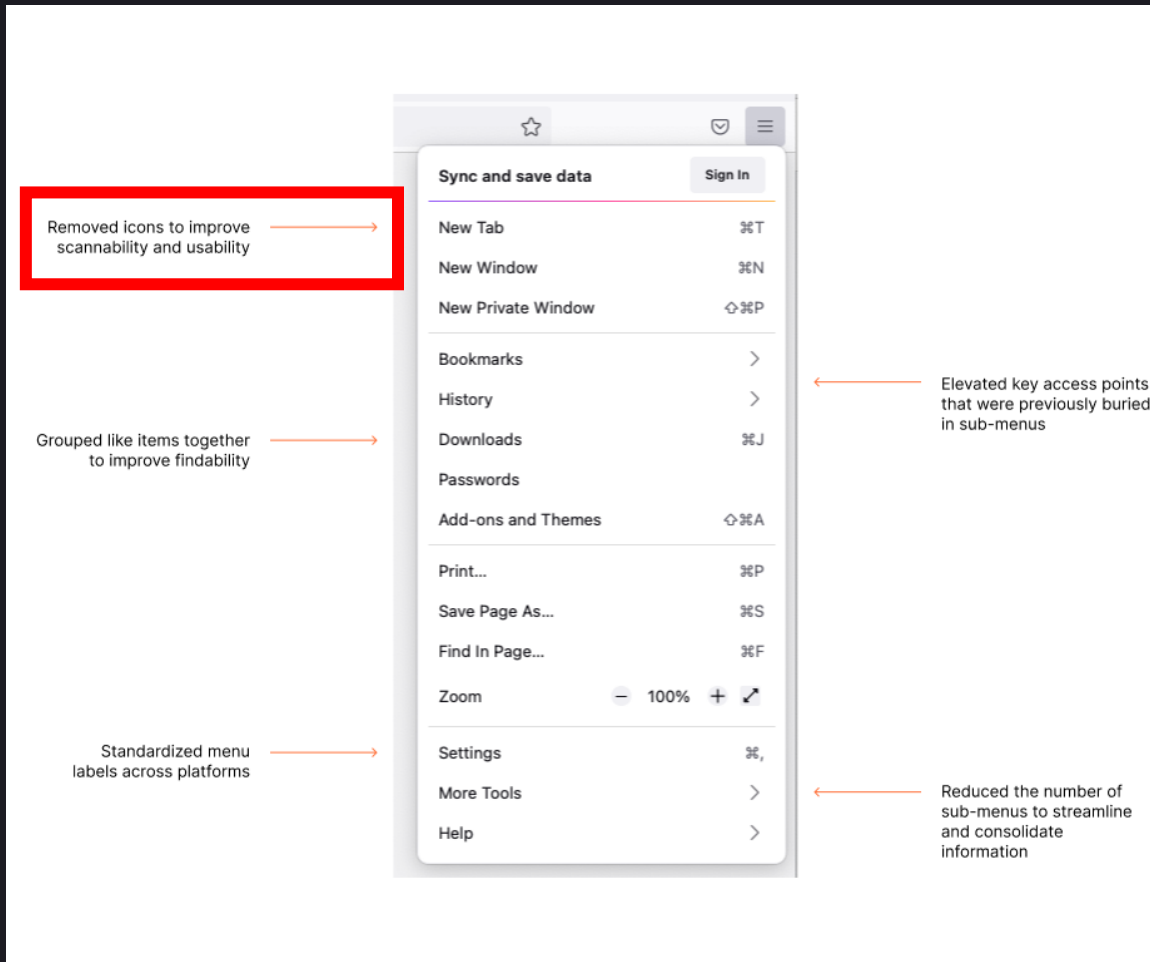 Sync and save data Sign In
Removed icons to improve
scannability and usability
New Tab ⌘T
New Window ⌘N
New Private Window ⇧⌘P
Bookmarks
History
Elevated key access points
that were previously buried
in sub-menus
Grouped like items together
to improve findability
Downloads ⌘J
Passwords
Add-ons and Themes ⇧⌘A
Print... ⌘P
Save Page As... ⌘S
Find In Page... ⌘F
Zoom − 100% +
Standardized menu
labels across platforms
Settings ⌘,
More Tools
Help
Reduced the number of
sub-menus to streamline
and consolidate
information